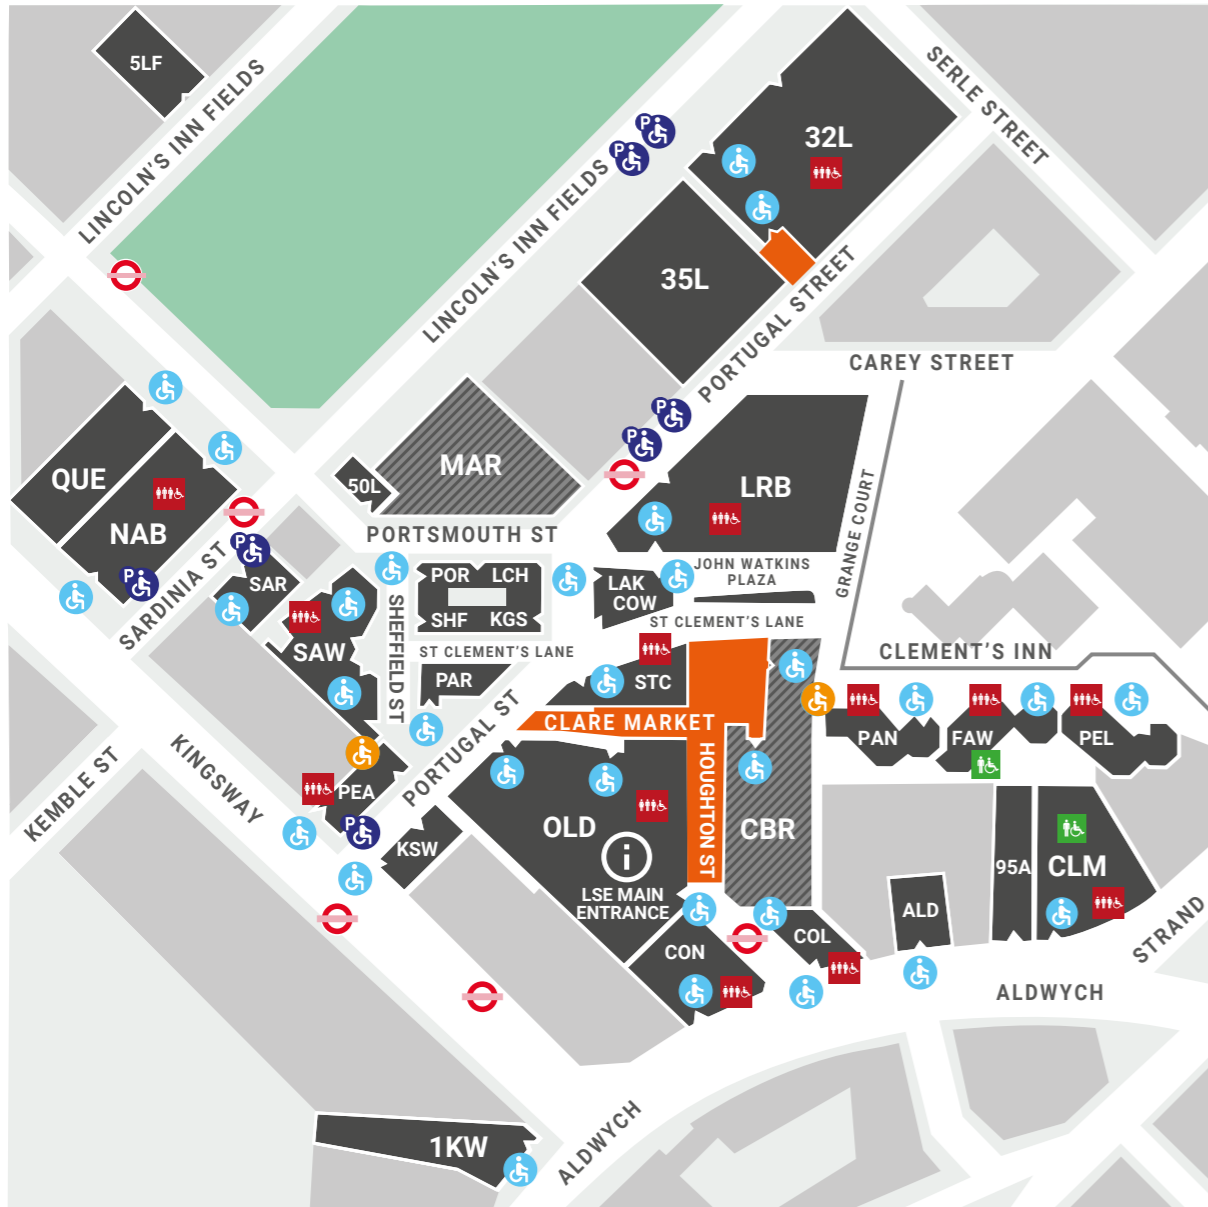 5LF
LINCOLN'S INN FIELDS
SERLE STREET
32L
P
P
LINCOLN'S INN FIELDS
35L
PORTUGAL STREET
CAREY STREET
P
P
QUE
MAR
50L
LRB
NAB
PORTSMOUTH ST
GRANGE COURT
P
P
SARDINIA ST
SAR
POR
LCH
SHF
KGS
LAK
COW
JOHN WATKINS
PLAZA
ST CLEMENT'S LANE
SHEFFIELD ST
SAW
ST CLEMENT'S LANE
CLEMENT'S INN
PAR
STC
CLARE MARKET
PORTUGAL ST
PAN
FAW
PEL
KEMBLE ST
KINGSWAY
PEA
P
HOUGHTON ST
OLD
CBR
KSW
i
LSE MAIN
ENTRANCE
95A
CLM
ALD
STRAND
CON
COL
ALDWYCH
1KW
ALDWYCH